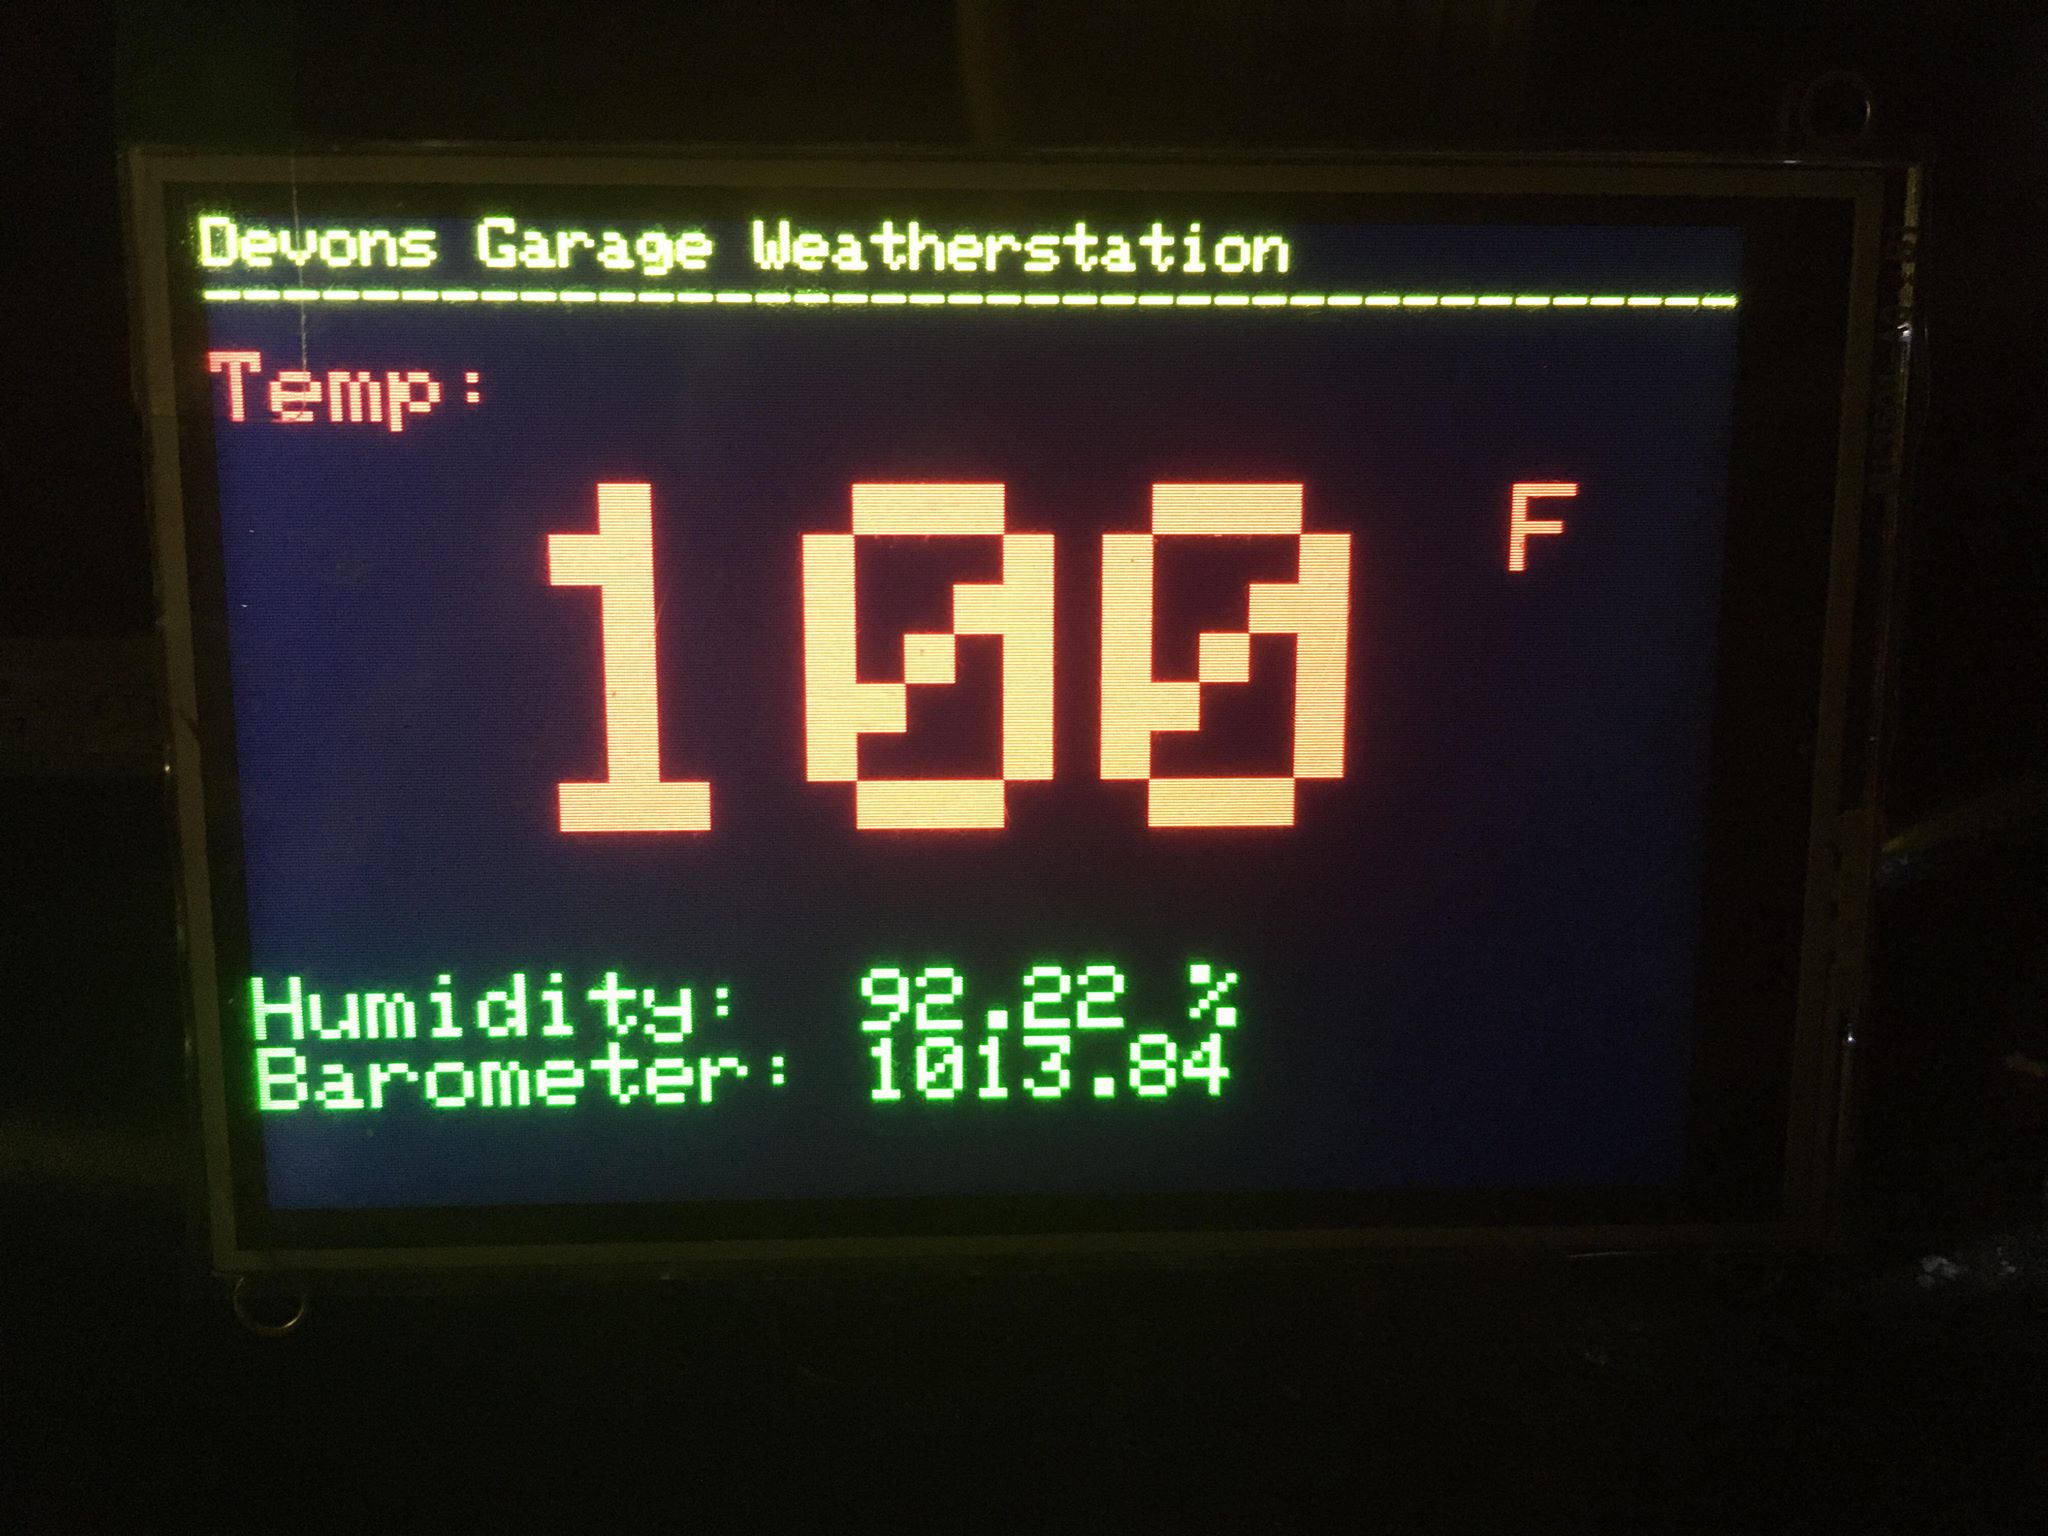 Devons Garage Weatherstation
----------------------------------------
Temp:
100 F
Humidity: 92.22 %
Barometer: 1013.84